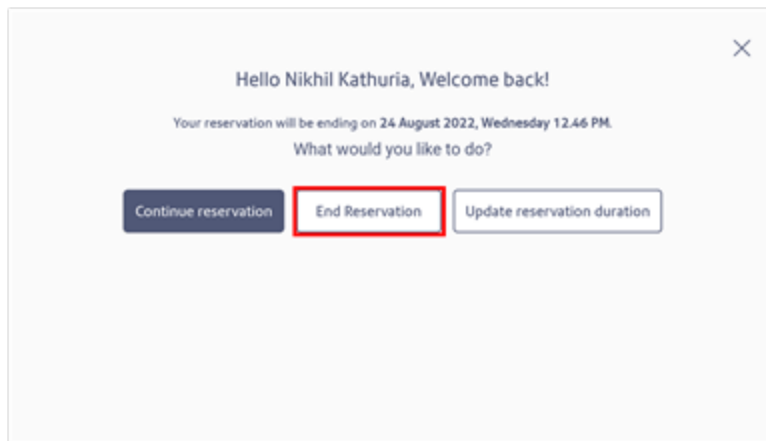 Hello Nikhil Kathuria, Welcome back!
Your reservation will be ending on 24 August 2022, Wednesday 12.46 PM.
What would you like to do?
Continue reservation
End Reservation
Update reservation duration